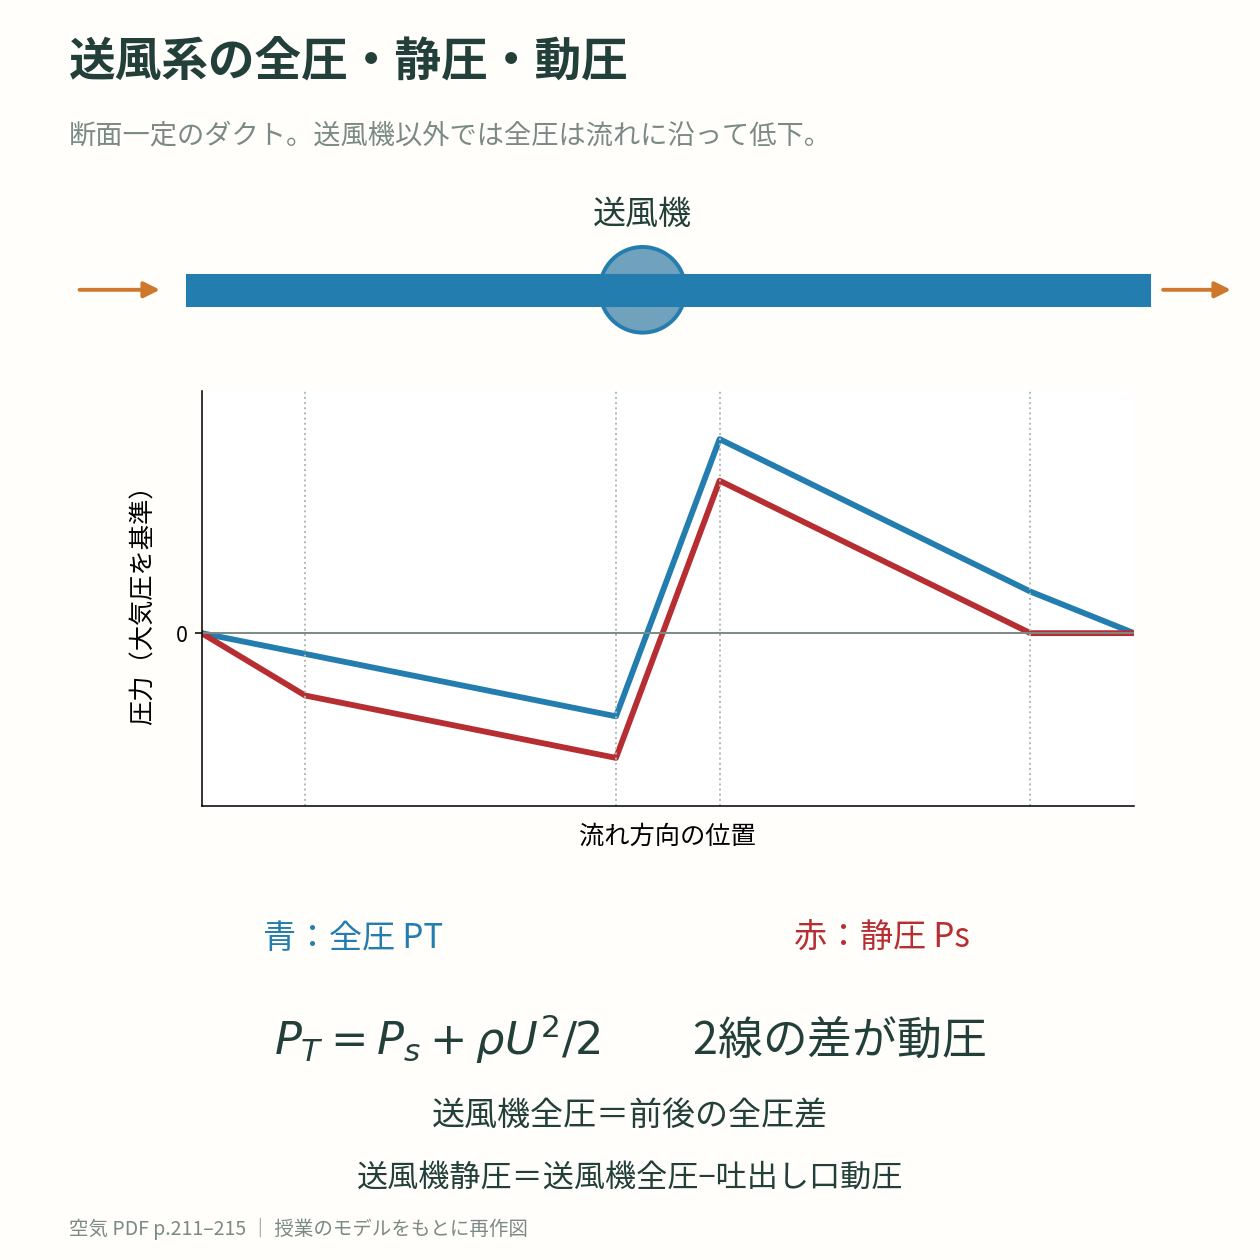 送風系の全圧・静圧・動圧
断面一定のダクト。送風機以外では全圧は流れに沿って低下。
送風機
圧力（大気圧を基準）
0
流れ方向の位置
青：全圧 PT
赤：静圧 Ps
P_T = P_s + ρU²/2　2線の差が動圧
送風機全圧＝前後の全圧差
送風機静圧＝送風機全圧−吐出し口動圧
空気 PDF p.211–215 ｜ 授業のモデルをもとに再作図